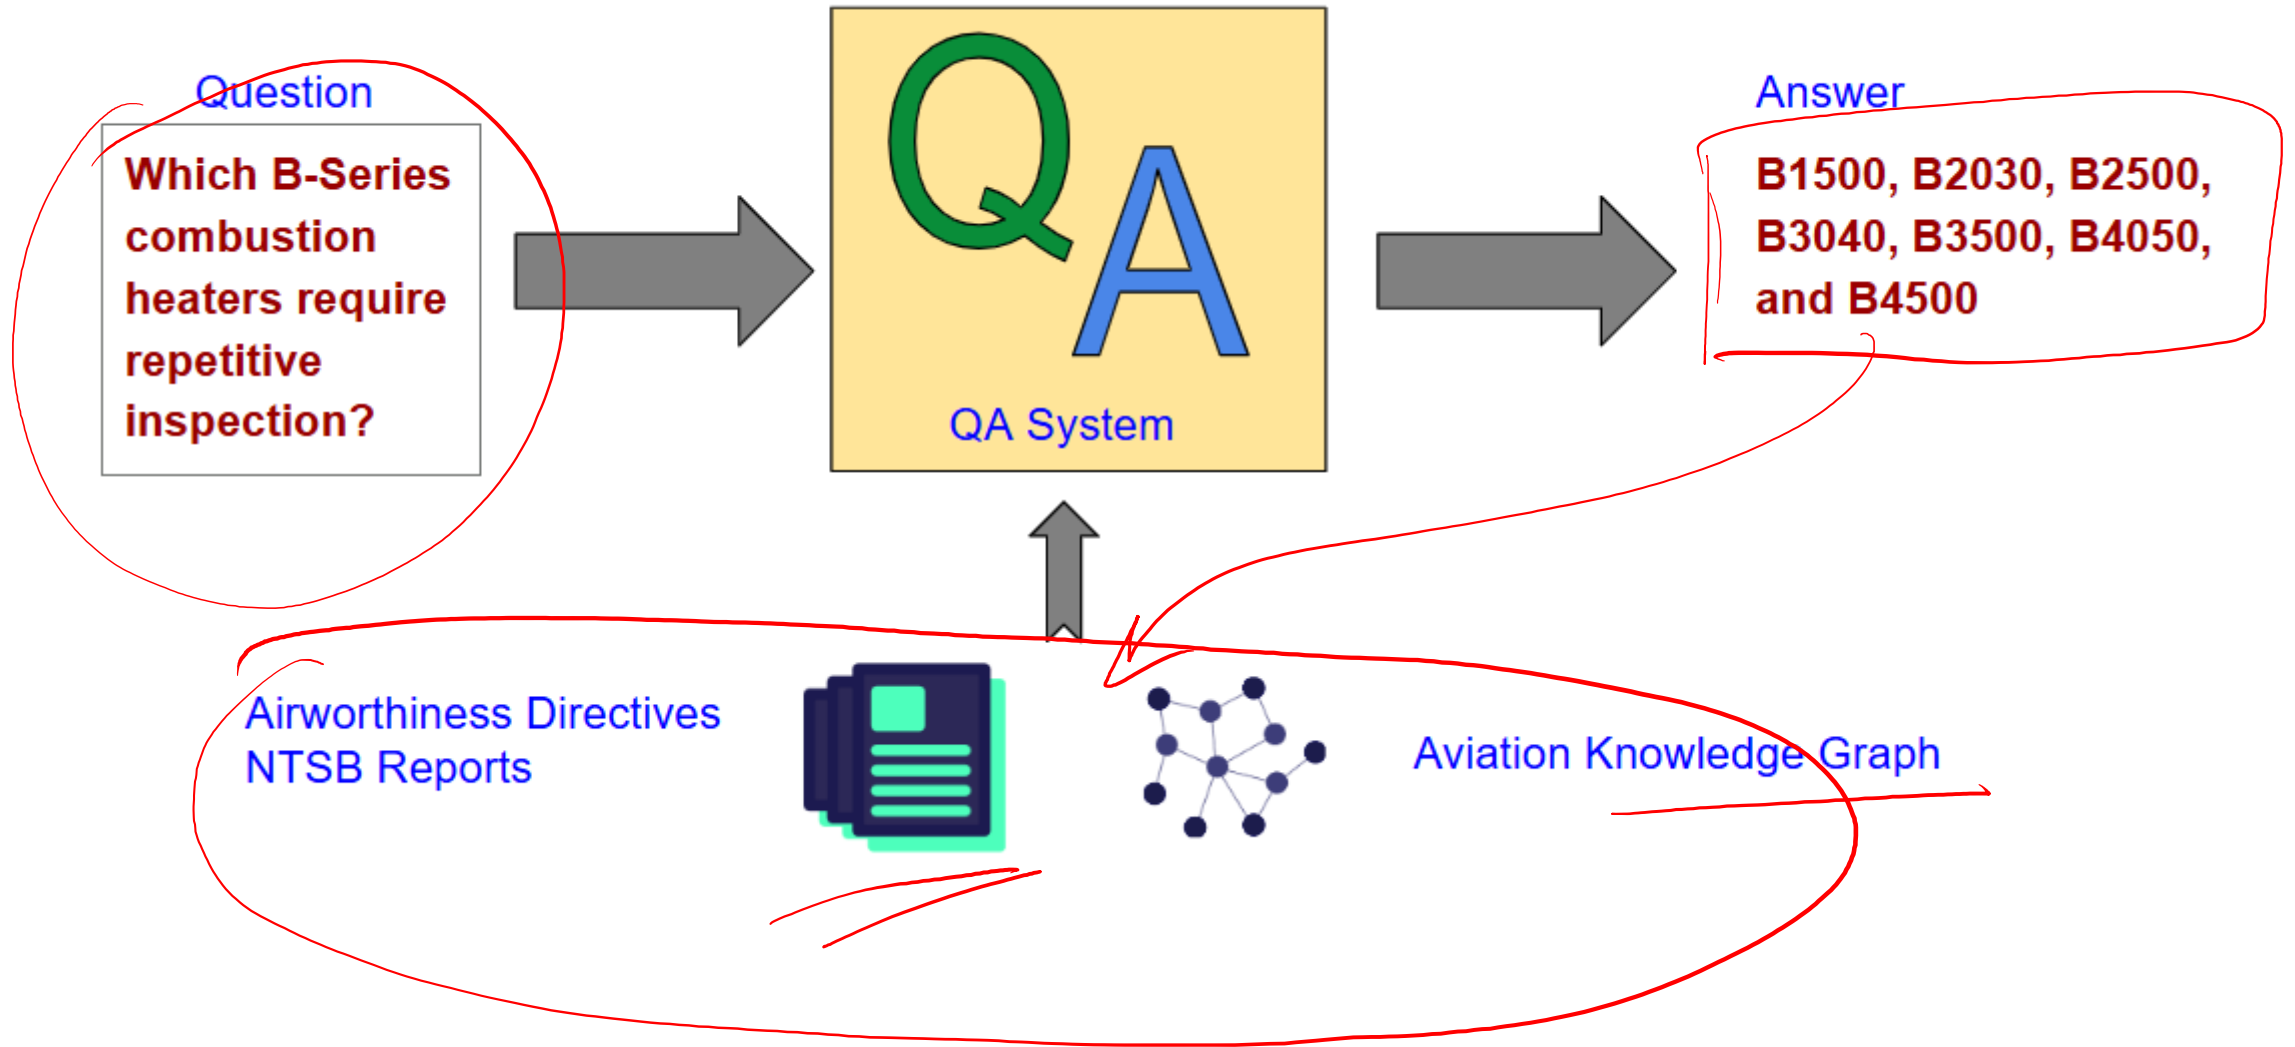 Question
Which B-Series
combustion
heaters require
repetitive
inspection?
QA
QA System
Answer
B1500, B2030, B2500,
B3040, B3500, B4050,
and B4500
Airworthiness Directives
NTSB Reports
Aviation Knowledge Graph